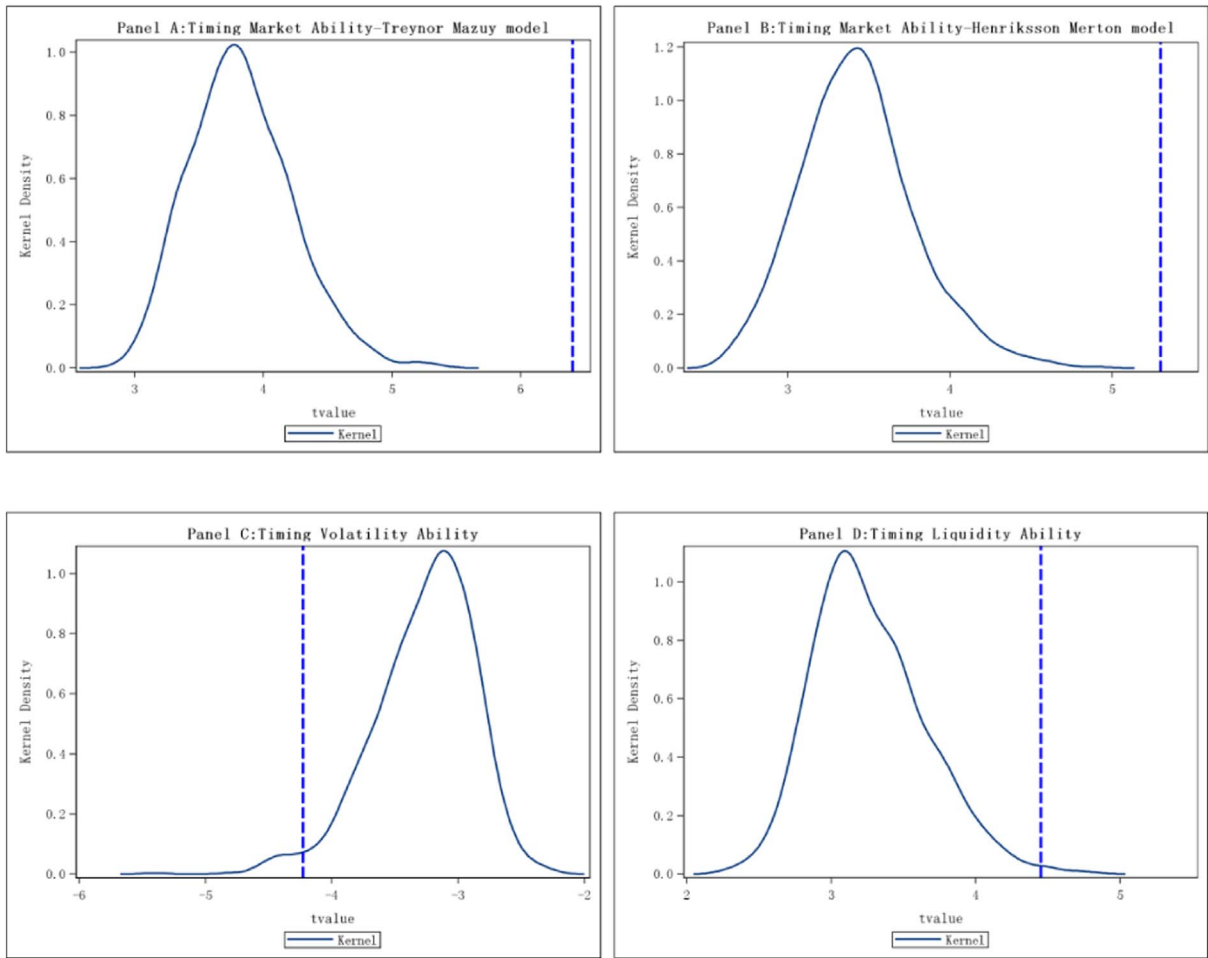 Panel A:Timing Market Ability-Treynor Mazuy model
1.0
0.8
0.6
0.4
0.2
0.0
Kernel Density
3 4 5 6
tvalue
Kernel
Panel B:Timing Market Ability-Henriksson Merton model
1.2
1.0
0.8
0.6
0.4
0.2
0.0
Kernel Density
3 4 5
tvalue
Kernel
Panel C:Timing Volatility Ability
1.0
0.8
0.6
0.4
0.2
0.0
Kernel Density
-6 -5 -4 -3 -2
tvalue
Kernel
Panel D:Timing Liquidity Ability
1.0
0.8
0.6
0.4
0.2
0.0
Kernel Density
2 3 4 5
tvalue
Kernel